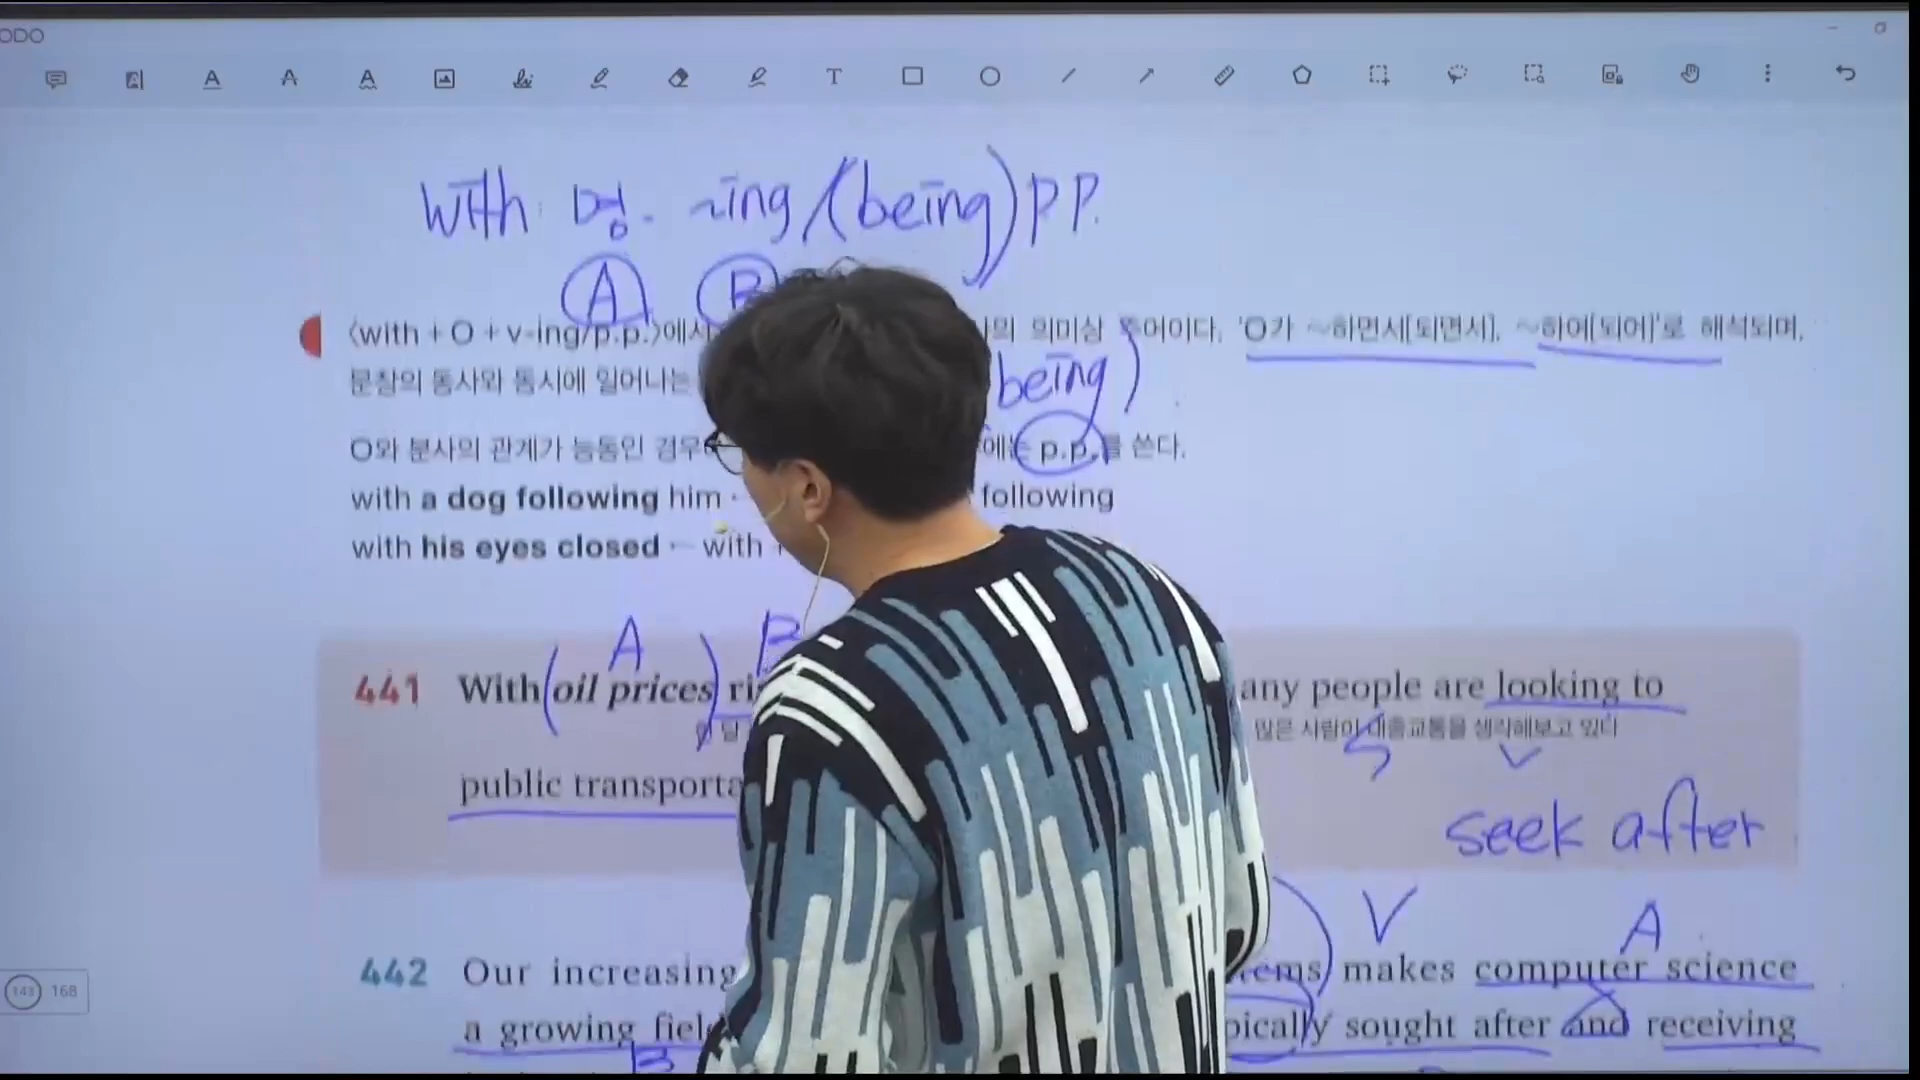 ODO
with 명. ~ing/(being)p.p.
A B
〈with + O + v-ing/p.p.〉에서 의 의미상 주어이다. 'O가 ~하면서[되면서], ~하여[되어]'로 해석되며,
문장의 동사와 동시에 일어나는
being)
O와 분사의 관계가 능동인 경우에 에는 p.p.를 쓴다.
with a dog following him ← following
with his eyes closed ← with
A B
441 With (oil prices) any people are looking to
많은 사람이 대중교통을 생각해보고 있다
S V
public
seek after
V A
442 Our increasing makes computer science
a growing sought after and receiving
B
143 168